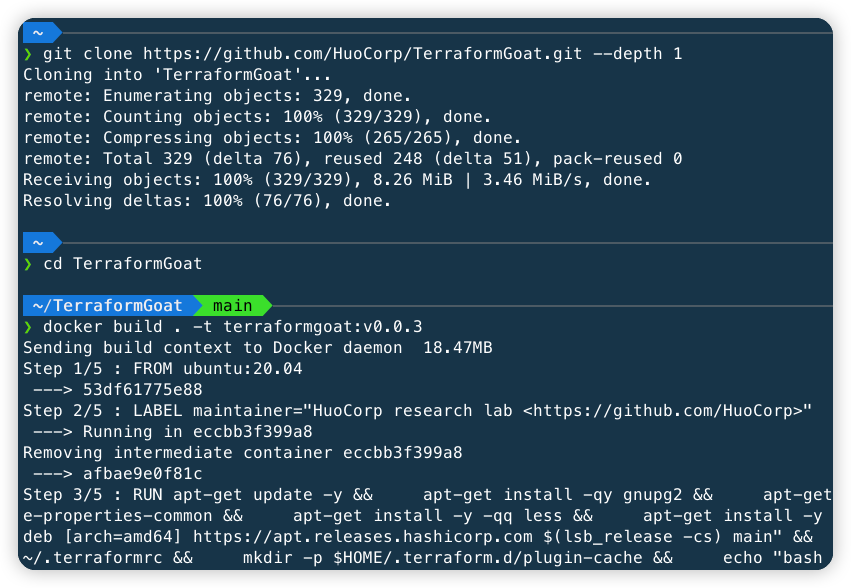 ~
❯ git clone https://github.com/HuoCorp/TerraformGoat.git --depth 1
Cloning into 'TerraformGoat'...
remote: Enumerating objects: 329, done.
remote: Counting objects: 100% (329/329), done.
remote: Compressing objects: 100% (265/265), done.
remote: Total 329 (delta 76), reused 248 (delta 51), pack-reused 0
Receiving objects: 100% (329/329), 8.26 MiB | 3.46 MiB/s, done.
Resolving deltas: 100% (76/76), done.
~
❯ cd TerraformGoat
~/TerraformGoat main
❯ docker build . -t terraformgoat:v0.0.3
Sending build context to Docker daemon  18.47MB
Step 1/5 : FROM ubuntu:20.04
 ---> 53df61775e88
Step 2/5 : LABEL maintainer="HuoCorp research lab <https://github.com/HuoCorp>"
 ---> Running in eccbb3f399a8
Removing intermediate container eccbb3f399a8
 ---> afbae9e0f81c
Step 3/5 : RUN apt-get update -y &&     apt-get install -qy gnupg2 &&     apt-get
e-properties-common &&     apt-get install -y -qq less &&     apt-get install -y
deb [arch=amd64] https://apt.releases.hashicorp.com $(lsb_release -cs) main" &&
~/.terraformrc &&     mkdir -p $HOME/.terraform.d/plugin-cache &&     echo "bash